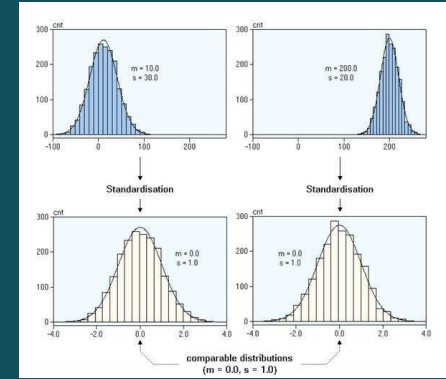 cnt
300
200
100
0
m = 10.0
s = 30.0
-100 0 100 200
cnt
300
200
100
0
m = 200.0
s = 20.0
-100 0 100 200
Standardisation
Standardisation
cnt
300
200
100
0
m = 0.0
s = 1.0
-4.0 -2.0 0.0 2.0 4.0
cnt
300
200
100
0
m = 0.0
s = 1.0
-4.0 -2.0 0.0 2.0 4.0
comparable distributions
(m = 0.0, s = 1.0)